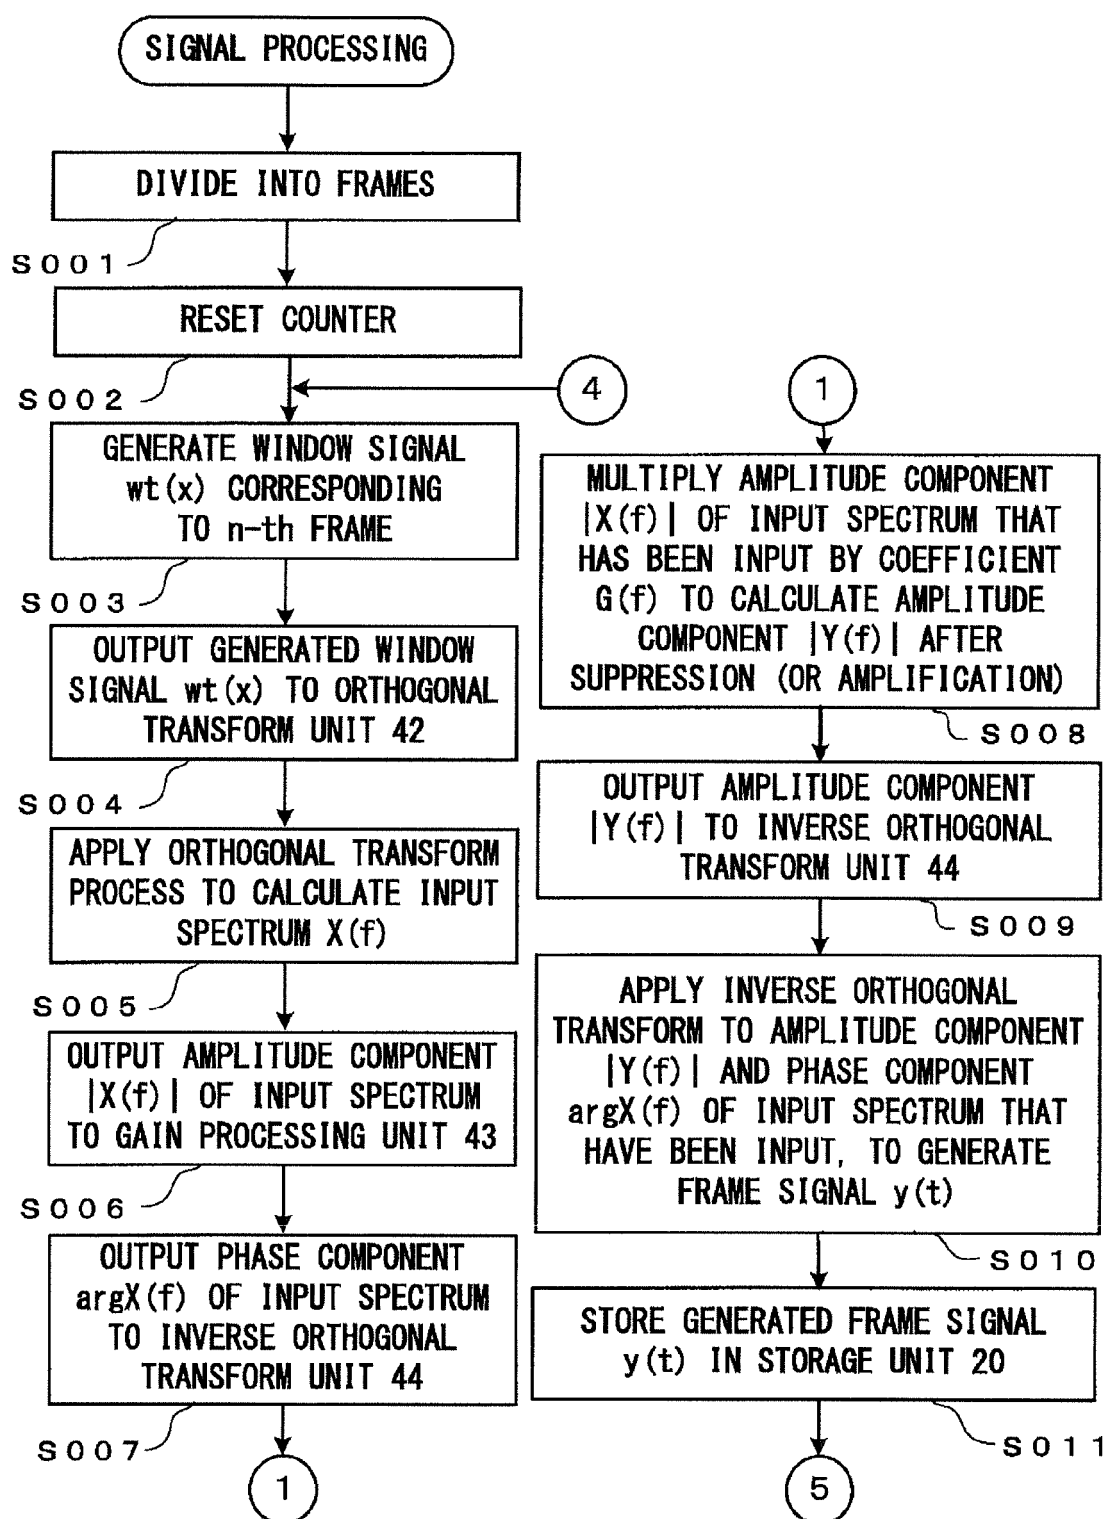 SIGNAL PROCESSING
DIVIDE INTO FRAMES
S001
RESET COUNTER
S002
4
GENERATE WINDOW SIGNAL
wt(x) CORRESPONDING
TO n-th FRAME
S003
OUTPUT GENERATED WINDOW
SIGNAL wt(x) TO ORTHOGONAL
TRANSFORM UNIT 42
S004
APPLY ORTHOGONAL TRANSFORM
PROCESS TO CALCULATE INPUT
SPECTRUM X(f)
S005
OUTPUT AMPLITUDE COMPONENT
|X(f)| OF INPUT SPECTRUM
TO GAIN PROCESSING UNIT 43
S006
OUTPUT PHASE COMPONENT
argX(f) OF INPUT SPECTRUM
TO INVERSE ORTHOGONAL
TRANSFORM UNIT 44
S007
1
1
MULTIPLY AMPLITUDE COMPONENT
|X(f)| OF INPUT SPECTRUM THAT
HAS BEEN INPUT BY COEFFICIENT
G(f) TO CALCULATE AMPLITUDE
COMPONENT |Y(f)| AFTER
SUPPRESSION (OR AMPLIFICATION)
S008
OUTPUT AMPLITUDE COMPONENT
|Y(f)| TO INVERSE ORTHOGONAL
TRANSFORM UNIT 44
S009
APPLY INVERSE ORTHOGONAL
TRANSFORM TO AMPLITUDE COMPONENT
|Y(f)| AND PHASE COMPONENT
argX(f) OF INPUT SPECTRUM THAT
HAVE BEEN INPUT, TO GENERATE
FRAME SIGNAL y(t)
S010
STORE GENERATED FRAME SIGNAL
y(t) IN STORAGE UNIT 20
S011
5